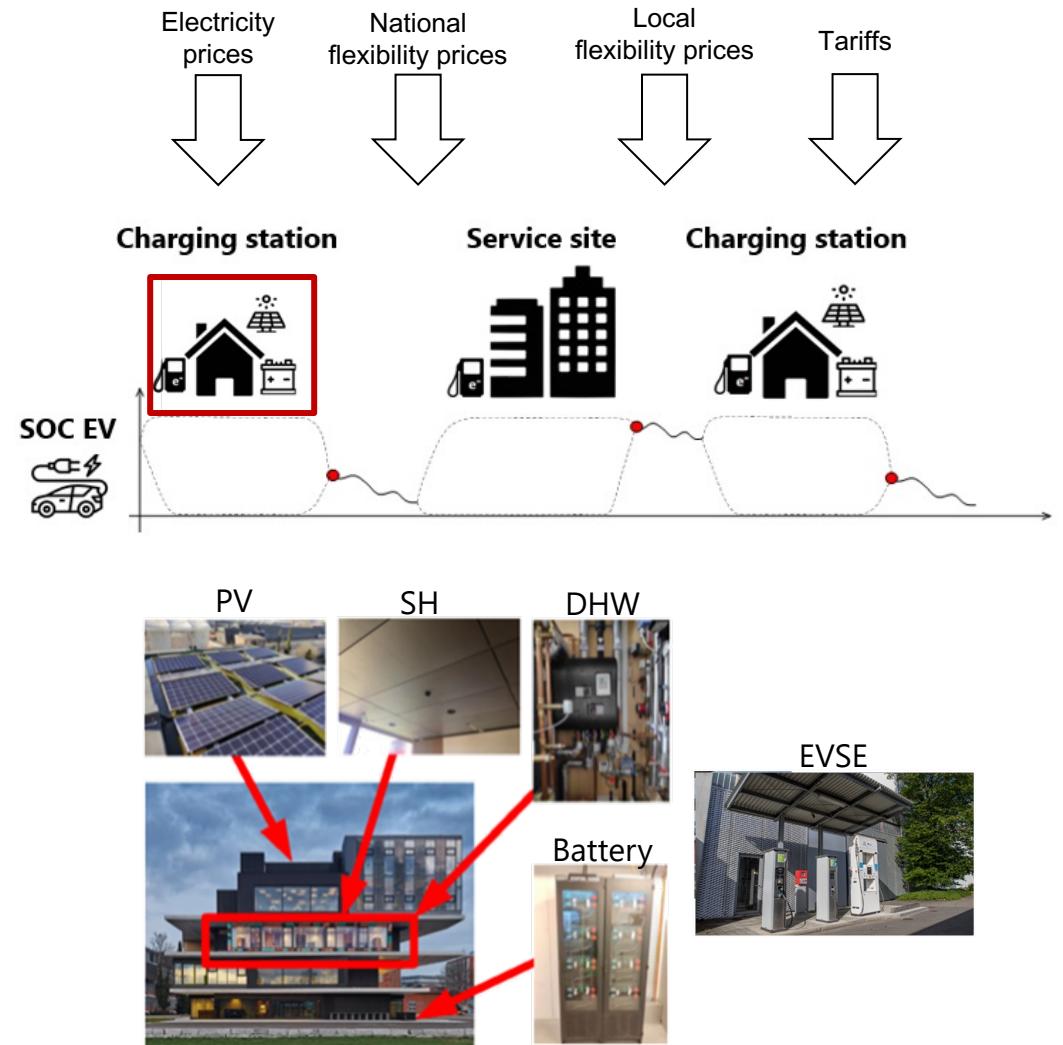 Electricity
prices
National
flexibility prices
Local
flexibility prices
Tariffs
Charging station
Service site
Charging station
e⁻
+ -
e⁻
e⁻
+ -
SOC EV
PV
SH
DHW
EVSE
Battery